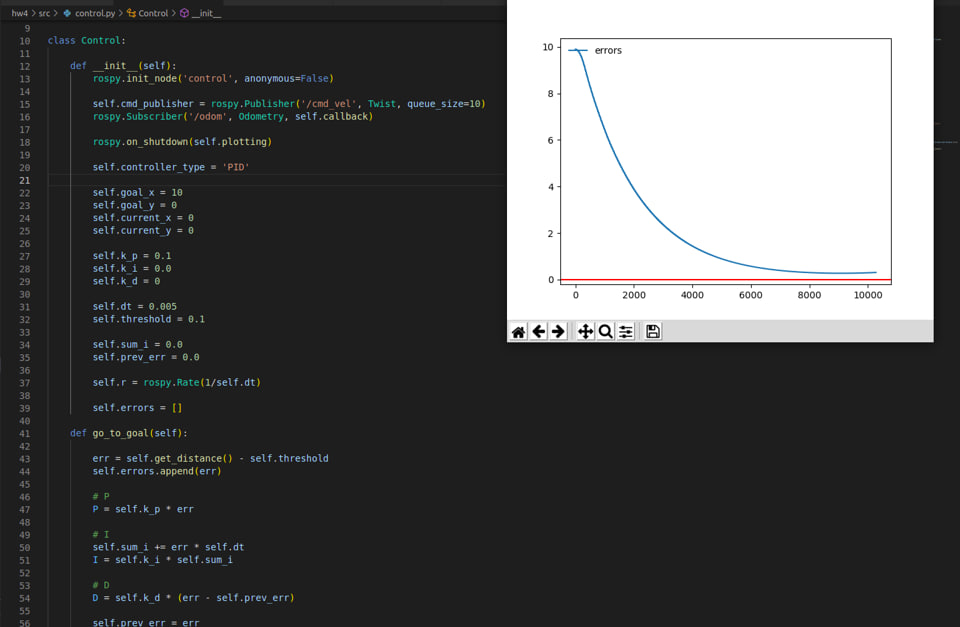 hw4 > src > control.py > Control > __init__
9
10 class Control:
11
12 def __init__(self):
13 rospy.init_node('control', anonymous=False)
14
15 self.cmd_publisher = rospy.Publisher('/cmd_vel', Twist, queue_size=10)
16 rospy.Subscriber('/odom', Odometry, self.callback)
17
18 rospy.on_shutdown(self.plotting)
19
20 self.controller_type = 'PID'
21
22 self.goal_x = 10
23 self.goal_y = 0
24 self.current_x = 0
25 self.current_y = 0
26
27 self.k_p = 0.1
28 self.k_i = 0.0
29 self.k_d = 0
30
31 self.dt = 0.005
32 self.threshold = 0.1
33
34 self.sum_i = 0.0
35 self.prev_err = 0.0
36
37 self.r = rospy.Rate(1/self.dt)
38
39 self.errors = []
40
41 def go_to_goal(self):
42
43 err = self.get_distance() - self.threshold
44 self.errors.append(err)
45
46 # P
47 P = self.k_p * err
48
49 # I
50 self.sum_i += err * self.dt
51 I = self.k_i * self.sum_i
52
53 # D
54 D = self.k_d * (err - self.prev_err)
55
56 self.prev_err = err
errors
10
8
6
4
2
0
0 2000 4000 6000 8000 10000